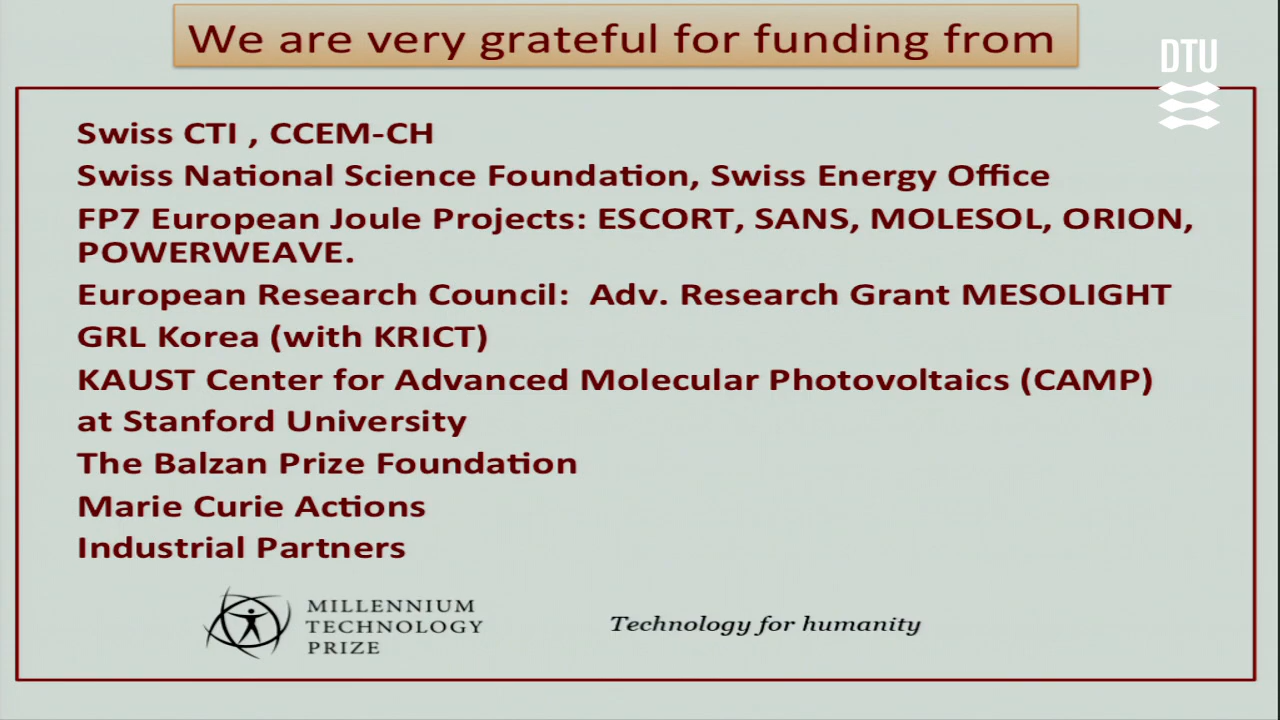 We are very grateful for funding from
DTU
Swiss CTI , CCEM-CH
Swiss National Science Foundation, Swiss Energy Office
FP7 European Joule Projects: ESCORT, SANS, MOLESOL, ORION,
POWERWEAVE.
European Research Council: Adv. Research Grant MESOLIGHT
GRL Korea (with KRICT)
KAUST Center for Advanced Molecular Photovoltaics (CAMP)
at Stanford University
The Balzan Prize Foundation
Marie Curie Actions
Industrial Partners
MILLENNIUM
TECHNOLOGY
PRIZE
Technology for humanity